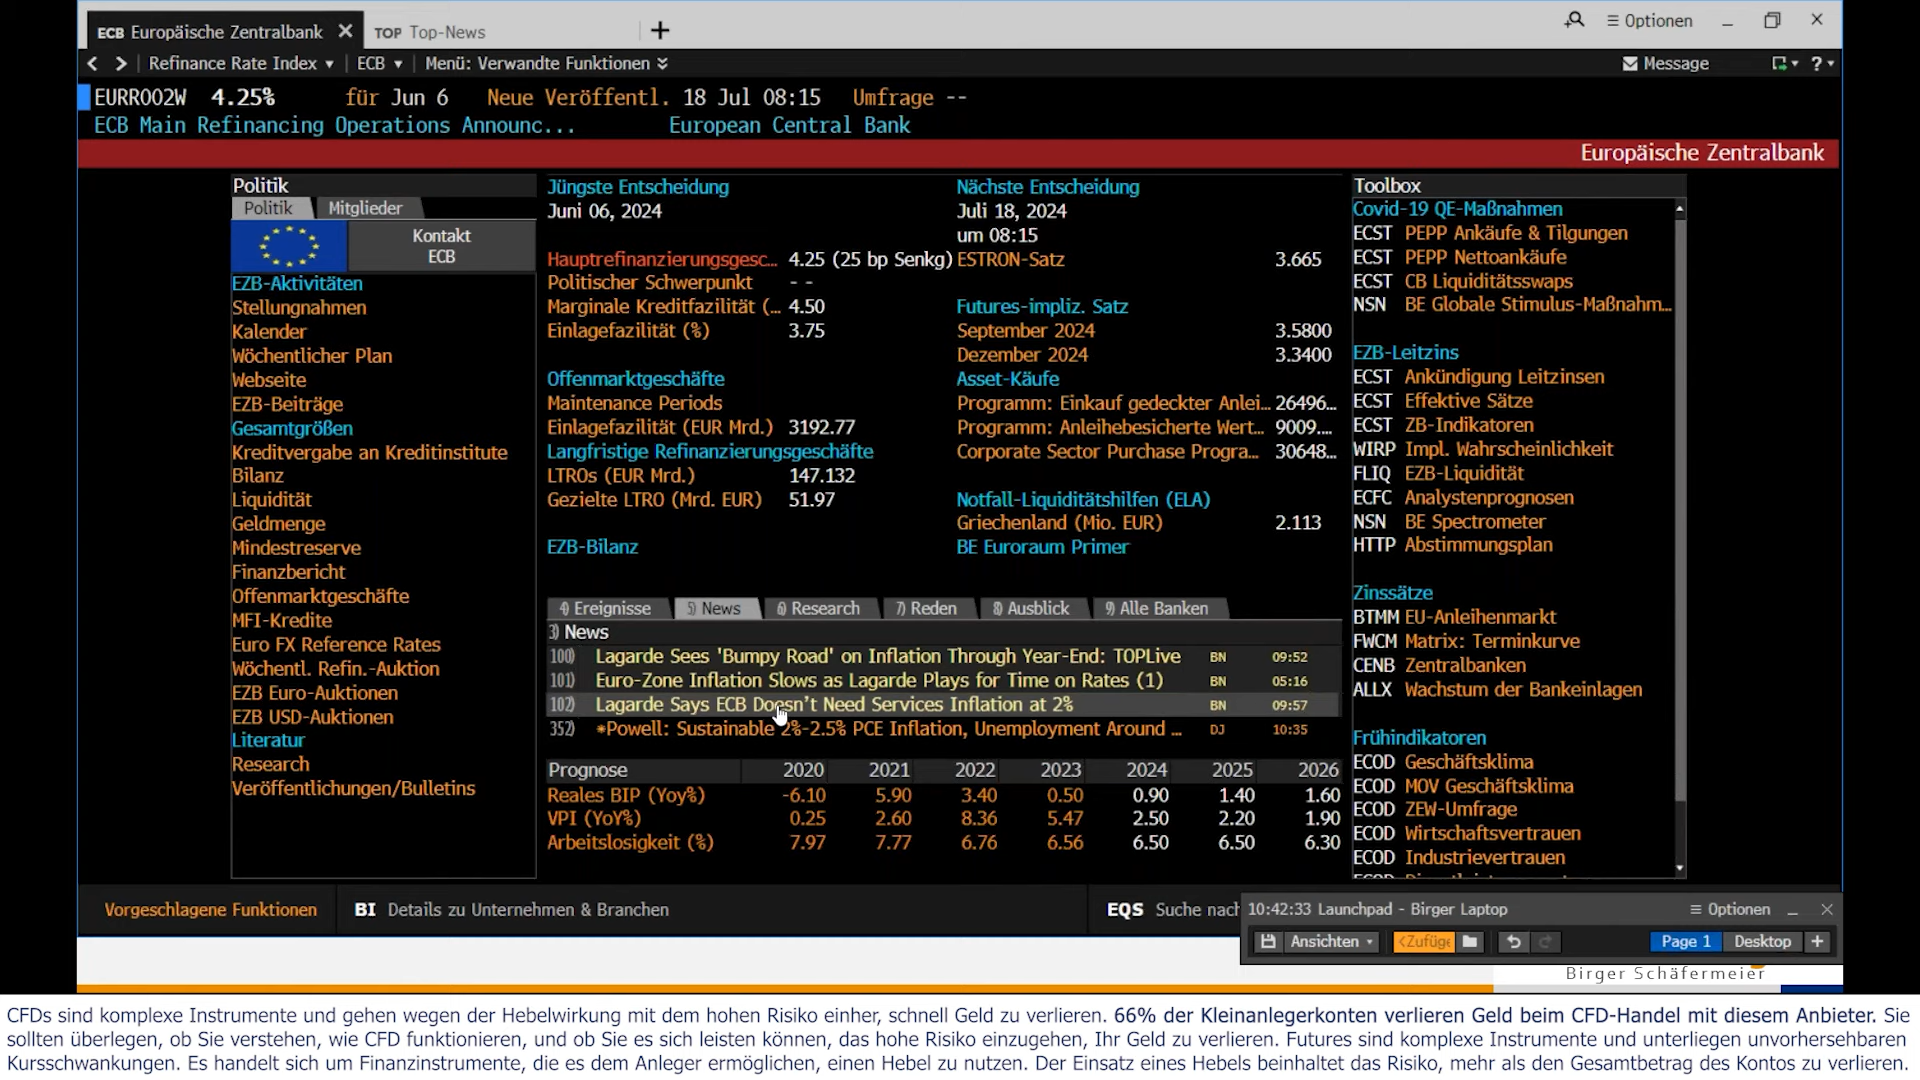 ECB Europäische Zentralbank
TOP Top-News
Optionen
Refinance Rate Index
ECB
Menü: Verwandte Funktionen
Message
?
EURR002W 4.25% für Jun 6 Neue Veröffentl. 18 Jul 08:15 Umfrage --
ECB Main Refinancing Operations Announc... European Central Bank
Europäische Zentralbank
Politik
Politik Mitglieder
Kontakt
ECB
EZB-Aktivitäten
Stellungnahmen
Kalender
Wöchentlicher Plan
Webseite
EZB-Beiträge
Gesamtgrößen
Kreditvergabe an Kreditinstitute
Bilanz
Liquidität
Geldmenge
Mindestreserve
Finanzbericht
Offenmarktgeschäfte
MFI-Kredite
Euro FX Reference Rates
Wöchentl. Refin.-Auktion
EZB Euro-Auktionen
EZB USD-Auktionen
Literatur
Research
Veröffentlichungen/Bulletins
Jüngste Entscheidung
Juni 06, 2024
Hauptrefinanzierungsgesc... 4.25 (25 bp Senkg)
Politischer Schwerpunkt - -
Marginale Kreditfazilität (... 4.50
Einlagefazilität (%) 3.75
Offenmarktgeschäfte
Maintenance Periods
Einlagefazilität (EUR Mrd.) 3192.77
Langfristige Refinanzierungsgeschäfte
LTROs (EUR Mrd.) 147.132
Gezielte LTRO (Mrd. EUR) 51.97
EZB-Bilanz
Nächste Entscheidung
Juli 18, 2024
um 08:15
ESTRON-Satz 3.665
Futures-impliz. Satz
September 2024 3.5800
Dezember 2024 3.3400
Asset-Käufe
Programm: Einkauf gedeckter Anlei... 26496...
Programm: Anleihebesicherte Wert... 9009....
Corporate Sector Purchase Progra... 30648...
Notfall-Liquiditätshilfen (ELA)
Griechenland (Mio. EUR) 2.113
BE Euroraum Primer
4) Ereignisse 5) News 6) Research 7) Reden 8) Ausblick 9) Alle Banken
3) News
100) Lagarde Sees 'Bumpy Road' on Inflation Through Year-End: TOPLive BN 09:52
101) Euro-Zone Inflation Slows as Lagarde Plays for Time on Rates (1) BN 05:16
102) Lagarde Says ECB Doesn't Need Services Inflation at 2% BN 09:57
352) *Powell: Sustainable 2%-2.5% PCE Inflation, Unemployment Around ... DJ 10:35
Prognose 2020 2021 2022 2023 2024 2025 2026
Reales BIP (Yoy%) -6.10 5.90 3.40 0.50 0.90 1.40 1.60
VPI (YoY%) 0.25 2.60 8.36 5.47 2.50 2.20 1.90
Arbeitslosigkeit (%) 7.97 7.77 6.76 6.56 6.50 6.50 6.30
Toolbox
Covid-19 QE-Maßnahmen
ECST PEPP Ankäufe & Tilgungen
ECST PEPP Nettoankäufe
ECST CB Liquiditätsswaps
NSN BE Globale Stimulus-Maßnahm...
EZB-Leitzins
ECST Ankündigung Leitzinsen
ECST Effektive Sätze
ECST ZB-Indikatoren
WIRP Impl. Wahrscheinlichkeit
FLIQ EZB-Liquidität
ECFC Analystenprognosen
NSN BE Spectrometer
HTTP Abstimmungsplan
Zinssätze
BTMM EU-Anleihenmarkt
FWCM Matrix: Terminkurve
CENB Zentralbanken
ALLX Wachstum der Bankeinlagen
Frühindikatoren
ECOD Geschäftsklima
ECOD MOV Geschäftsklima
ECOD ZEW-Umfrage
ECOD Wirtschaftsvertrauen
ECOD Industrievertrauen
Vorgeschlagene Funktionen
BI Details zu Unternehmen & Branchen
EQS Suche nach
10:42:33 Launchpad - Birger Laptop
Optionen
Ansichten
<Zufüge
Page 1
Desktop
Birger Schäfermeier
CFDs sind komplexe Instrumente und gehen wegen der Hebelwirkung mit dem hohen Risiko einher, schnell Geld zu verlieren. 66% der Kleinanlegerkonten verlieren Geld beim CFD-Handel mit diesem Anbieter. Sie
sollten überlegen, ob Sie verstehen, wie CFD funktionieren, und ob Sie es sich leisten können, das hohe Risiko einzugehen, Ihr Geld zu verlieren. Futures sind komplexe Instrumente und unterliegen unvorhersehbaren
Kursschwankungen. Es handelt sich um Finanzinstrumente, die es dem Anleger ermöglichen, einen Hebel zu nutzen. Der Einsatz eines Hebels beinhaltet das Risiko, mehr als den Gesamtbetrag des Kontos zu verlieren.